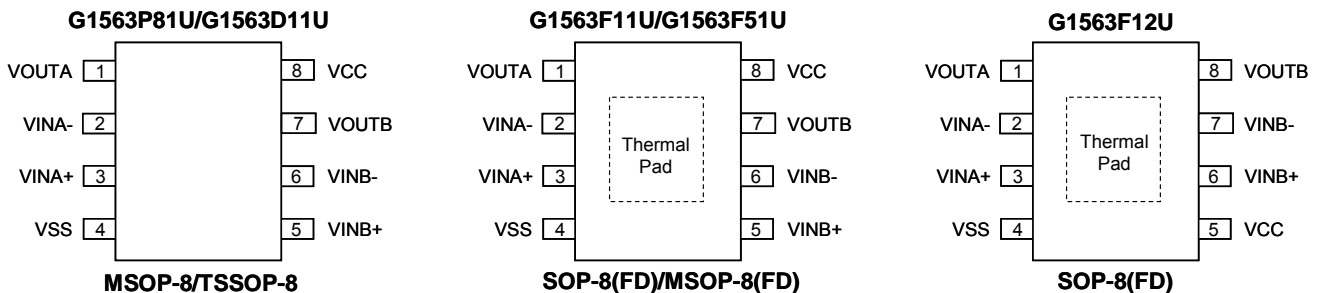 G1563P81U/G1563D11U
VOUTA 1 8 VCC
VINA- 2 7 VOUTB
VINA+ 3 6 VINB-
VSS 4 5 VINB+
MSOP-8/TSSOP-8
G1563F11U/G1563F51U
VOUTA 1 8 VCC
VINA- 2 7 VOUTB
Thermal
Pad
VINA+ 3 6 VINB-
VSS 4 5 VINB+
SOP-8(FD)/MSOP-8(FD)
G1563F12U
VOUTA 1 8 VOUTB
VINA- 2 7 VINB-
Thermal
Pad
VINA+ 3 6 VINB+
VSS 4 5 VCC
SOP-8(FD)